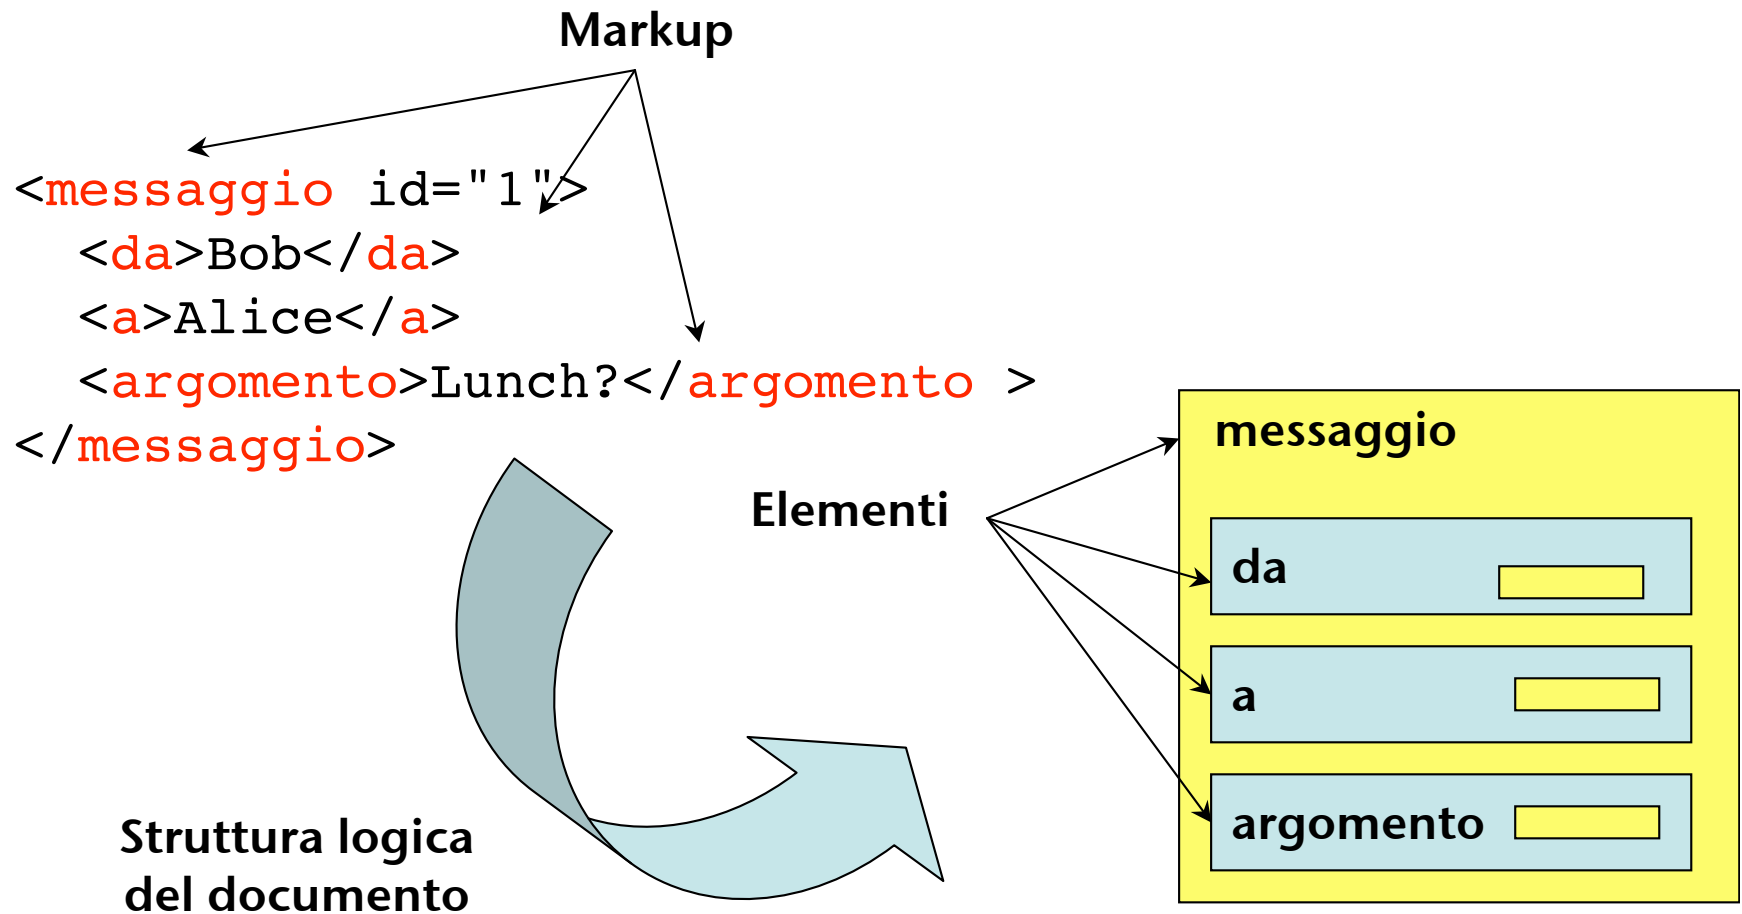 Markup
<messaggio id="1">
<da>Bob</da>
<a>Alice</a>
<argomento>Lunch?</argomento >
</messaggio>
Elementi
messaggio
da
a
argomento
Struttura logica
del documento